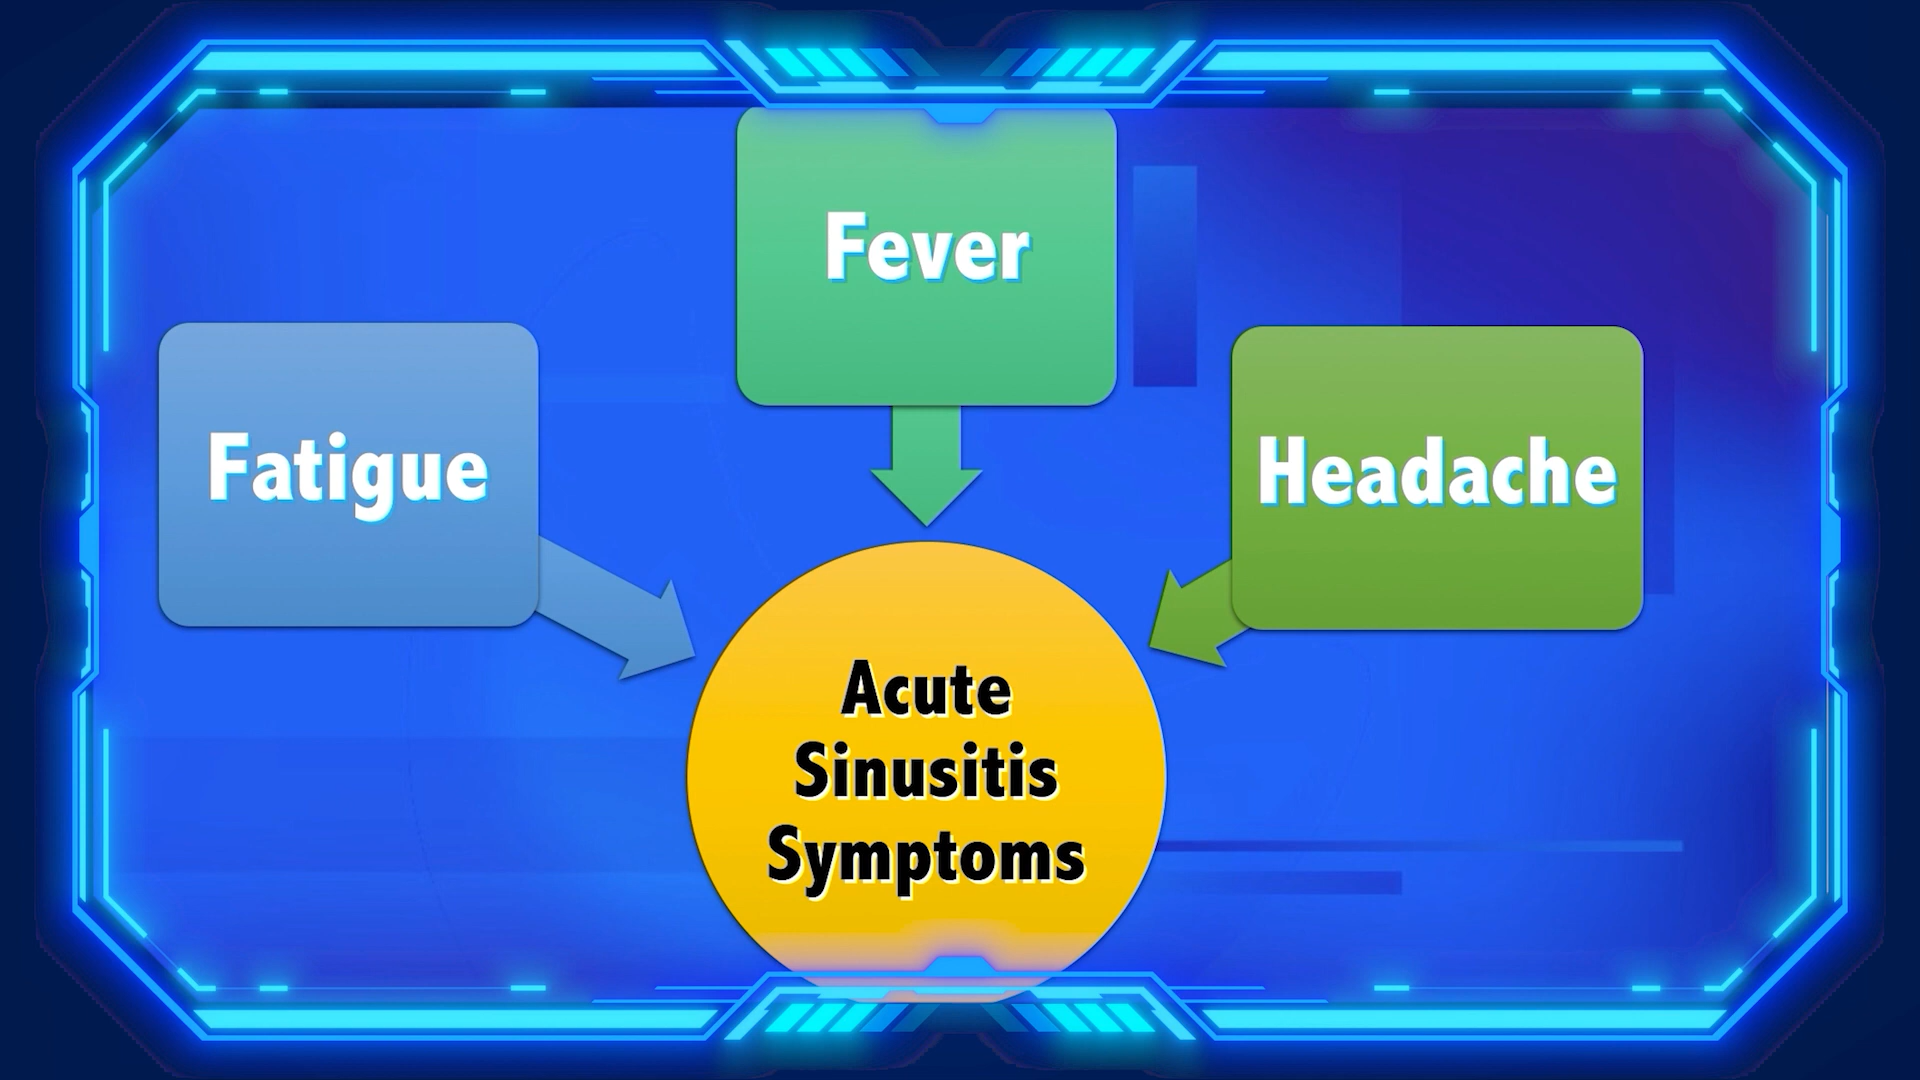 Fever
Fatigue
Headache
Acute
Sinusitis
Symptoms